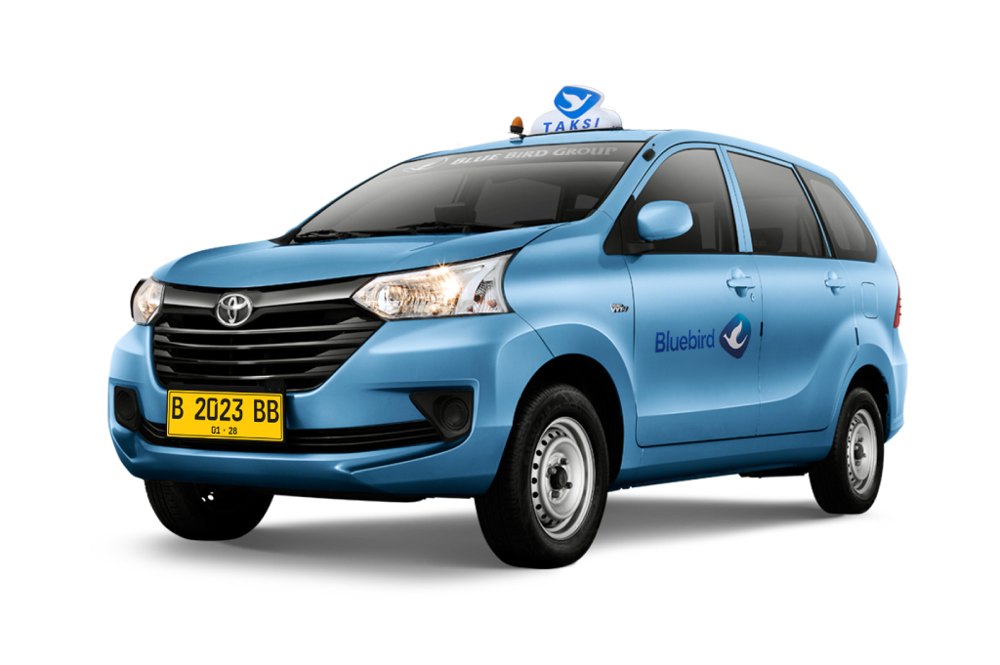 TAKSI
BLUE BIRD GROUP
Bluebird
B 2023 BB
01 · 28